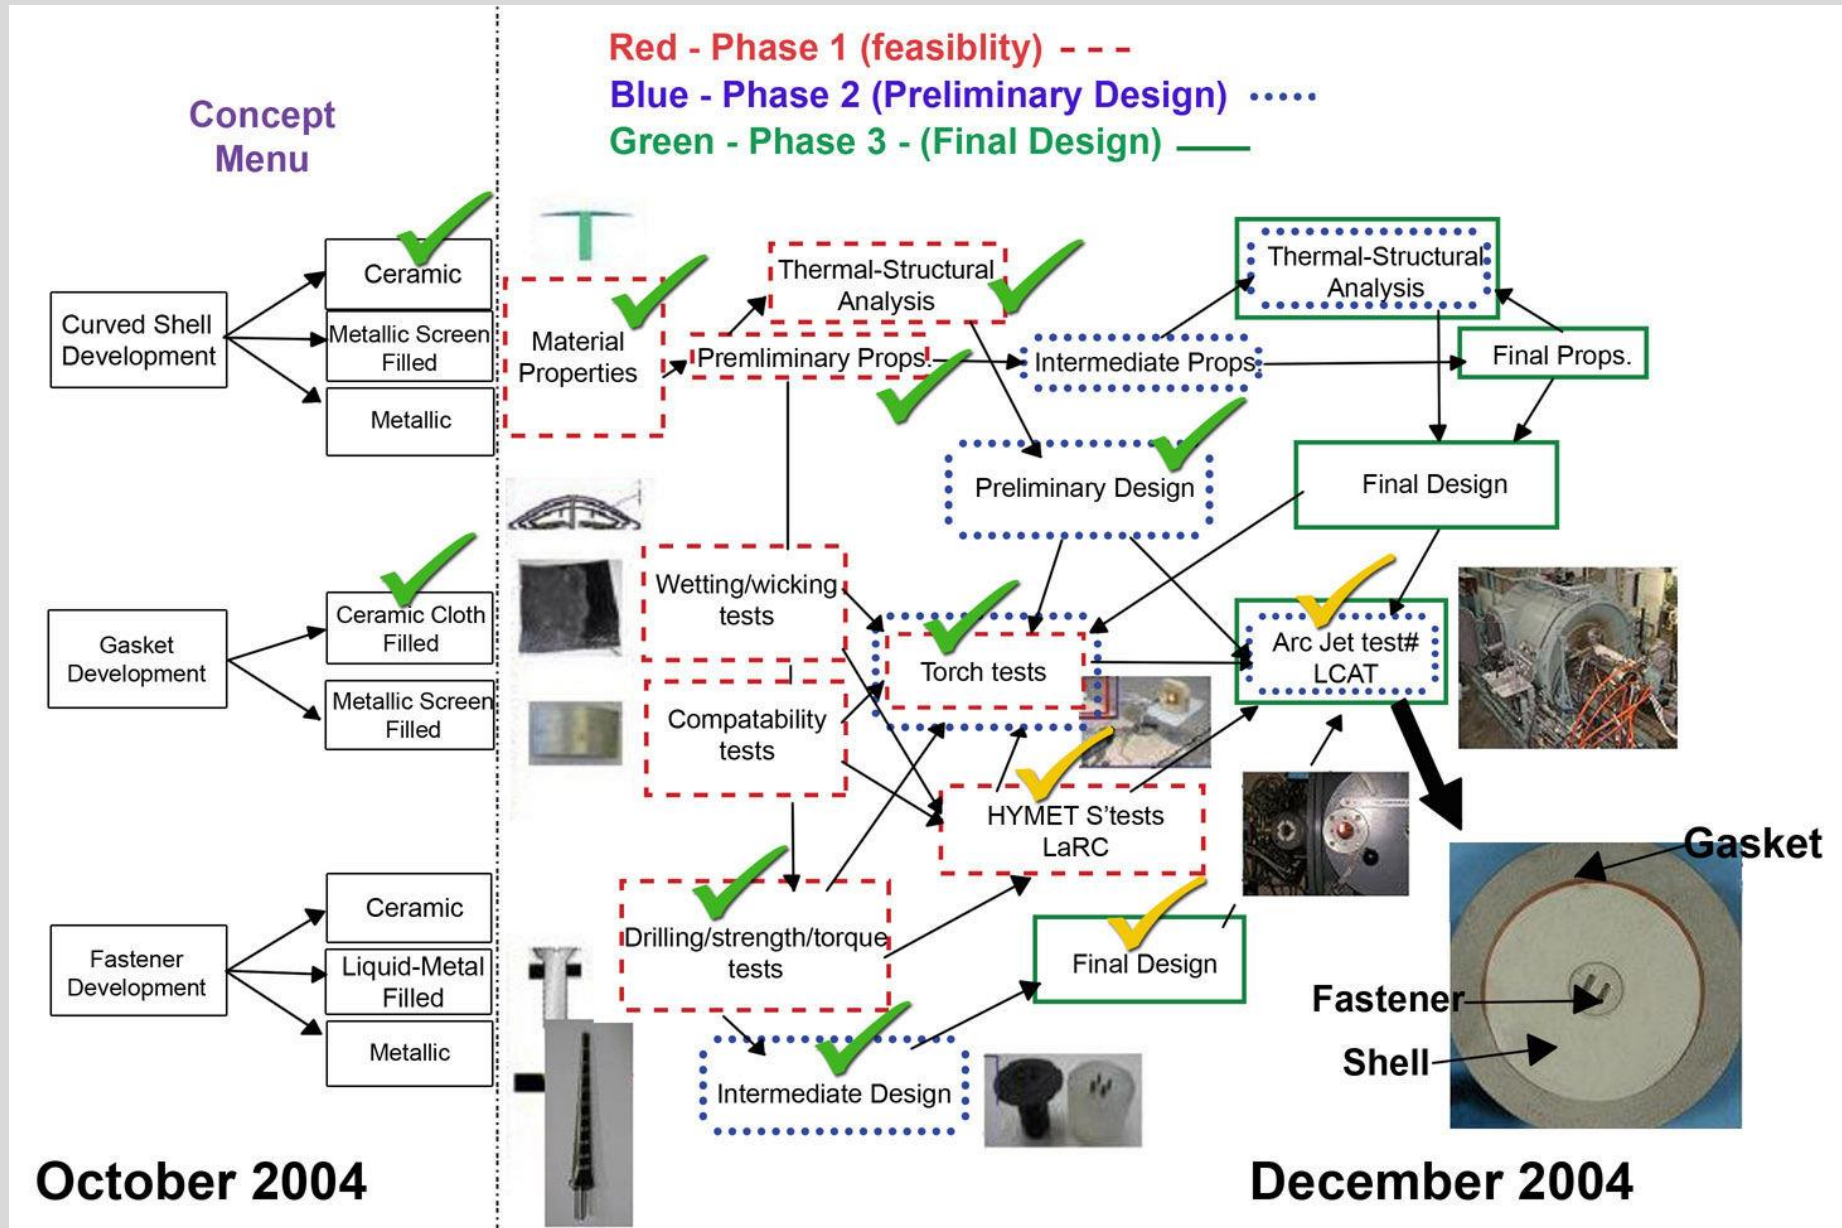 Red - Phase 1 (feasiblity)
Blue - Phase 2 (Preliminary Design)
Green - Phase 3 - (Final Design)
Concept
Menu
Curved Shell
Development
Ceramic
Metallic Screen
Filled
Metallic
Gasket
Development
Ceramic Cloth
Filled
Metallic Screen
Filled
Fastener
Development
Ceramic
Liquid-Metal
Filled
Metallic
Material
Properties
Thermal-Structural
Analysis
Premliminary Props.
Intermediate Props.
Thermal-Structural
Analysis
Final Props.
Preliminary Design
Final Design
Wetting/wicking
tests
Compatability
tests
Torch tests
Arc Jet test#
LCAT
HYMET S'tests
LaRC
Drilling/strength/torque
tests
Final Design
Intermediate Design
Gasket
Fastener
Shell
October 2004
December 2004